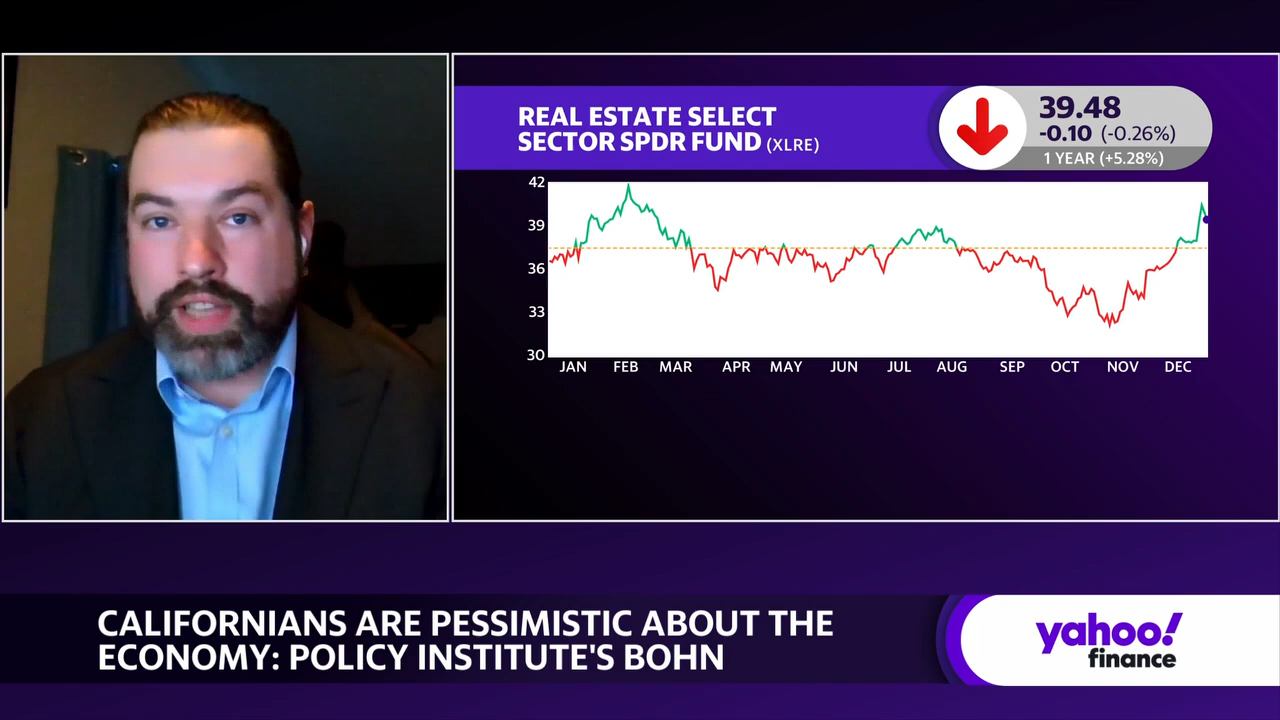 REAL ESTATE SELECT
SECTOR SPDR FUND (XLRE)
39.48
-0.10 (-0.26%)
1 YEAR (+5.28%)
42
39
36
33
30
JAN FEB MAR APR MAY JUN JUL AUG SEP OCT NOV DEC
CALIFORNIANS ARE PESSIMISTIC ABOUT THE
ECONOMY: POLICY INSTITUTE'S BOHN
yahoo!
finance